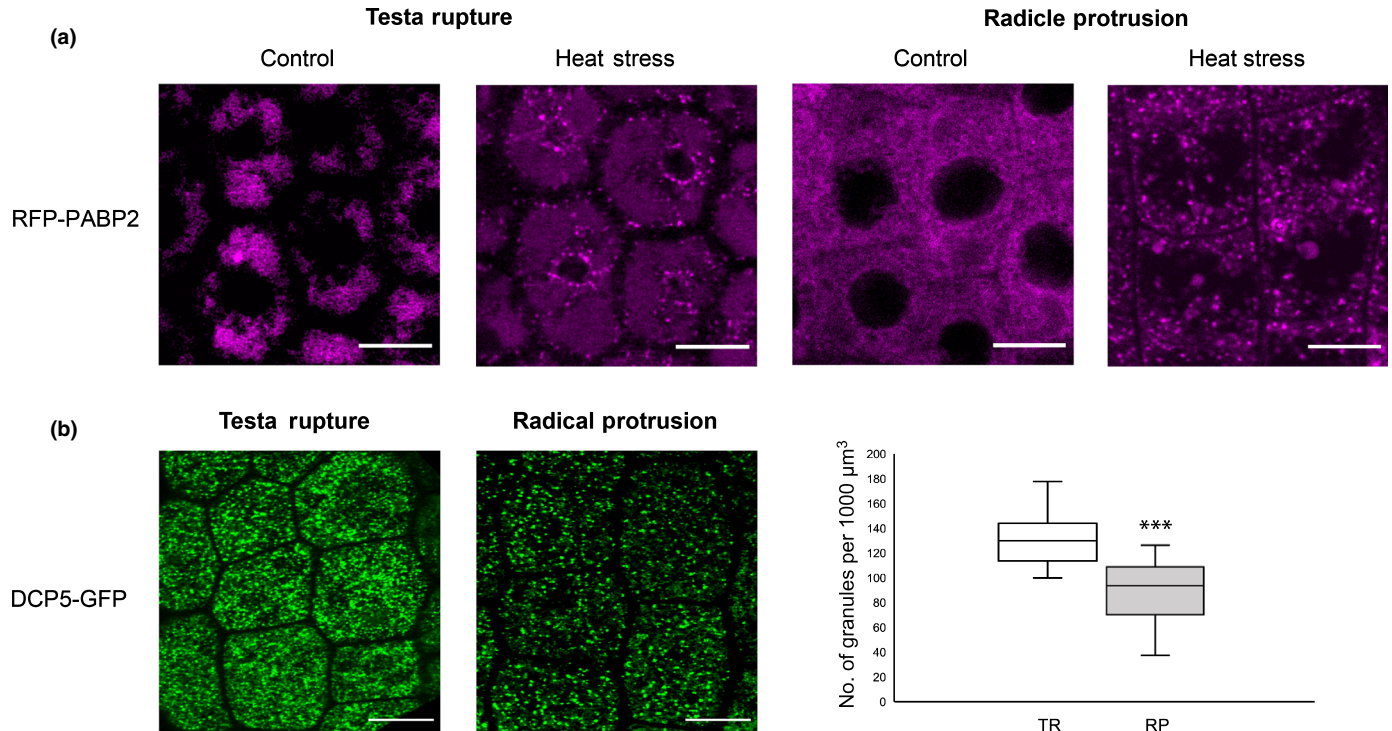 (a)
Testa rupture
Radicle protrusion
Control
Heat stress
Control
Heat stress
RFP-PABP2
(b)
Testa rupture
Radical protrusion
DCP5-GFP
No. of granules per 1000 µm³
200
180
160
140
120
100
80
60
40
20
0
***
TR
RP